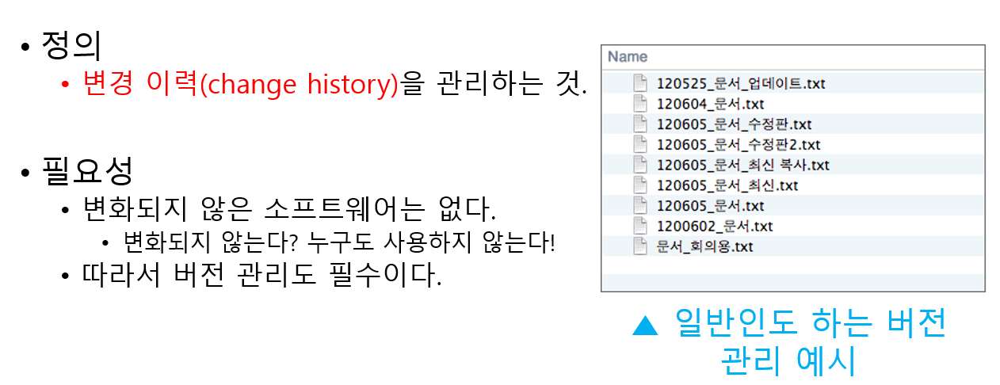 • 정의
• 변경 이력(change history)을 관리하는 것.
• 필요성
• 변화되지 않은 소프트웨어는 없다.
• 변화되지 않는다? 누구도 사용하지 않는다!
• 따라서 버전 관리도 필수이다.
Name
120525_문서_업데이트.txt
120604_문서.txt
120605_문서_수정판.txt
120605_문서_수정판2.txt
120605_문서_최신 복사.txt
120605_문서_최신.txt
120605_문서.txt
1200602_문서.txt
문서_회의용.txt
▲ 일반인도 하는 버전
관리 예시